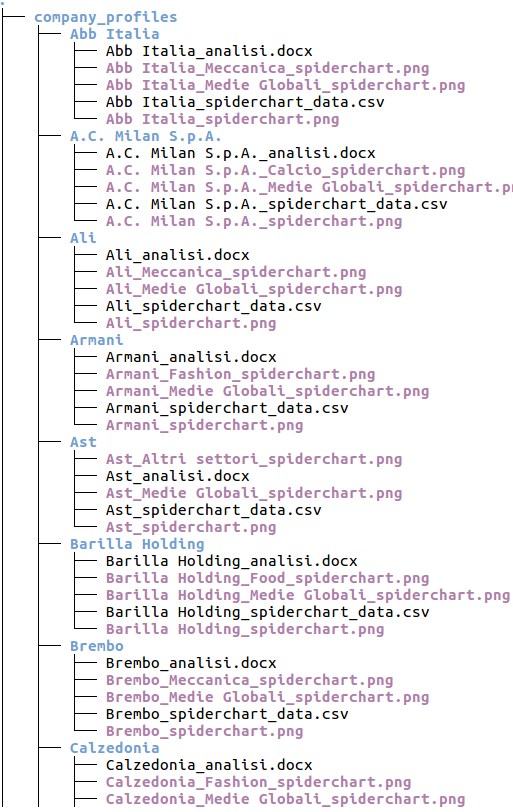 .
company_profiles
Abb Italia
Abb Italia_analisi.docx
Abb Italia_Meccanica_spiderchart.png
Abb Italia_Medie Globali_spiderchart.png
Abb Italia_spiderchart_data.csv
Abb Italia_spiderchart.png
A.C. Milan S.p.A.
A.C. Milan S.p.A._analisi.docx
A.C. Milan S.p.A._Calcio_spiderchart.png
A.C. Milan S.p.A._Medie Globali_spiderchart.p
A.C. Milan S.p.A._spiderchart_data.csv
A.C. Milan S.p.A._spiderchart.png
Ali
Ali_analisi.docx
Ali_Meccanica_spiderchart.png
Ali_Medie Globali_spiderchart.png
Ali_spiderchart_data.csv
Ali_spiderchart.png
Armani
Armani_analisi.docx
Armani_Fashion_spiderchart.png
Armani_Medie Globali_spiderchart.png
Armani_spiderchart_data.csv
Armani_spiderchart.png
Ast
Ast_Altri settori_spiderchart.png
Ast_analisi.docx
Ast_Medie Globali_spiderchart.png
Ast_spiderchart_data.csv
Ast_spiderchart.png
Barilla Holding
Barilla Holding_analisi.docx
Barilla Holding_Food_spiderchart.png
Barilla Holding_Medie Globali_spiderchart.png
Barilla Holding_spiderchart_data.csv
Barilla Holding_spiderchart.png
Brembo
Brembo_analisi.docx
Brembo_Meccanica_spiderchart.png
Brembo_Medie Globali_spiderchart.png
Brembo_spiderchart_data.csv
Brembo_spiderchart.png
Calzedonia
Calzedonia_analisi.docx
Calzedonia_Fashion_spiderchart.png
Calzedonia_Medie Globali_spiderchart.png